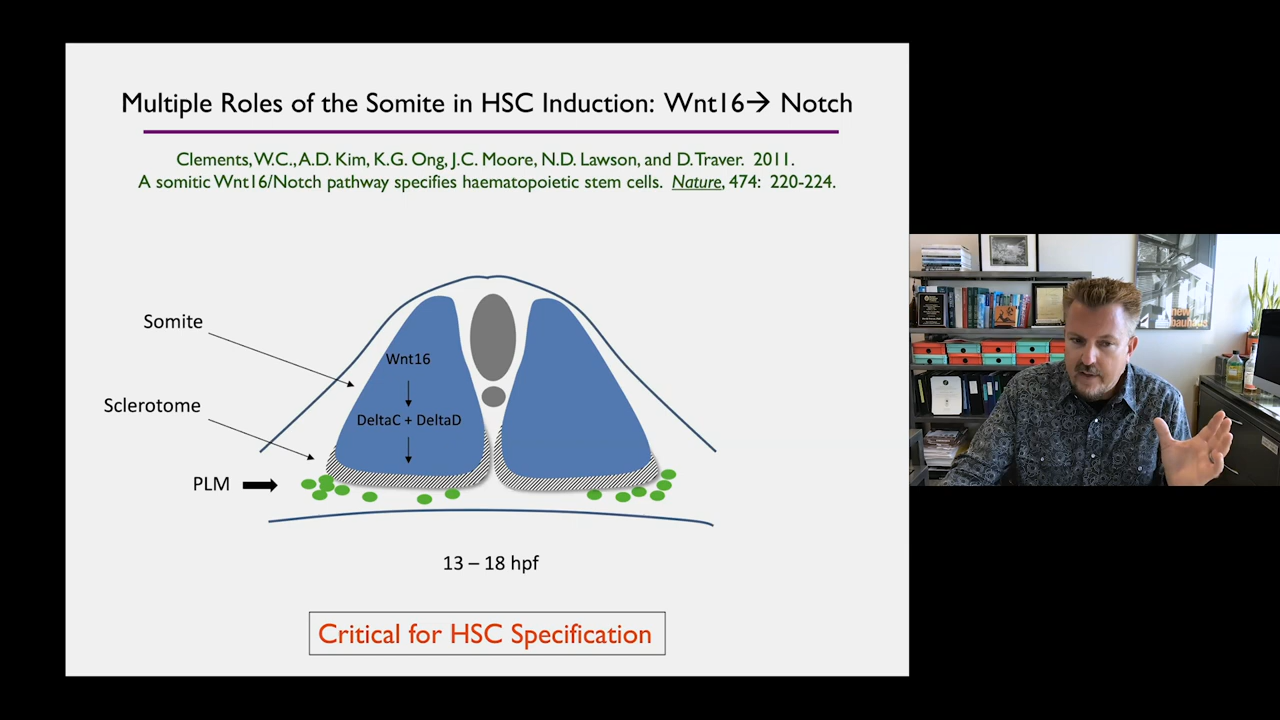 Multiple Roles of the Somite in HSC Induction: Wnt16→ Notch
Clements, W.C., A.D. Kim, K.G. Ong, J.C. Moore, N.D. Lawson, and D. Traver. 2011.
A somitic Wnt16/Notch pathway specifies haematopoietic stem cells. Nature, 474: 220-224.
Somite
Wnt16
Sclerotome
DeltaC + DeltaD
PLM
13 – 18 hpf
Critical for HSC Specification
new
bauhaus